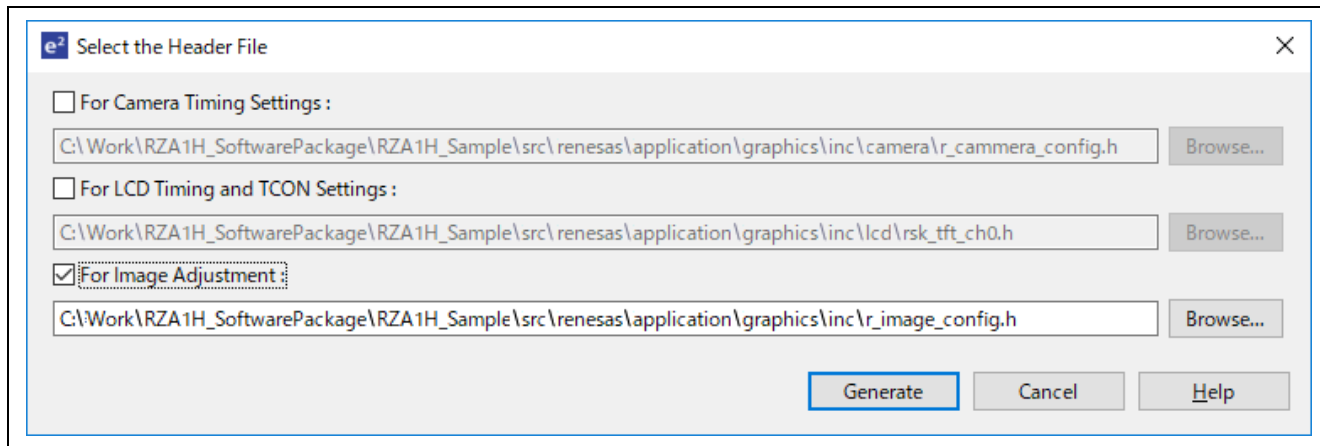 e² Select the Header File
For Camera Timing Settings :
C:\Work\RZA1H_SoftwarePackage\RZA1H_Sample\src\renesas\application\graphics\inc\camera\r_cammera_config.h Browse...
For LCD Timing and TCON Settings :
C:\Work\RZA1H_SoftwarePackage\RZA1H_Sample\src\renesas\application\graphics\inc\lcd\rsk_tft_ch0.h Browse...
For Image Adjustment :
C:\Work\RZA1H_SoftwarePackage\RZA1H_Sample\src\renesas\application\graphics\inc\r_image_config.h Browse...
Generate Cancel Help